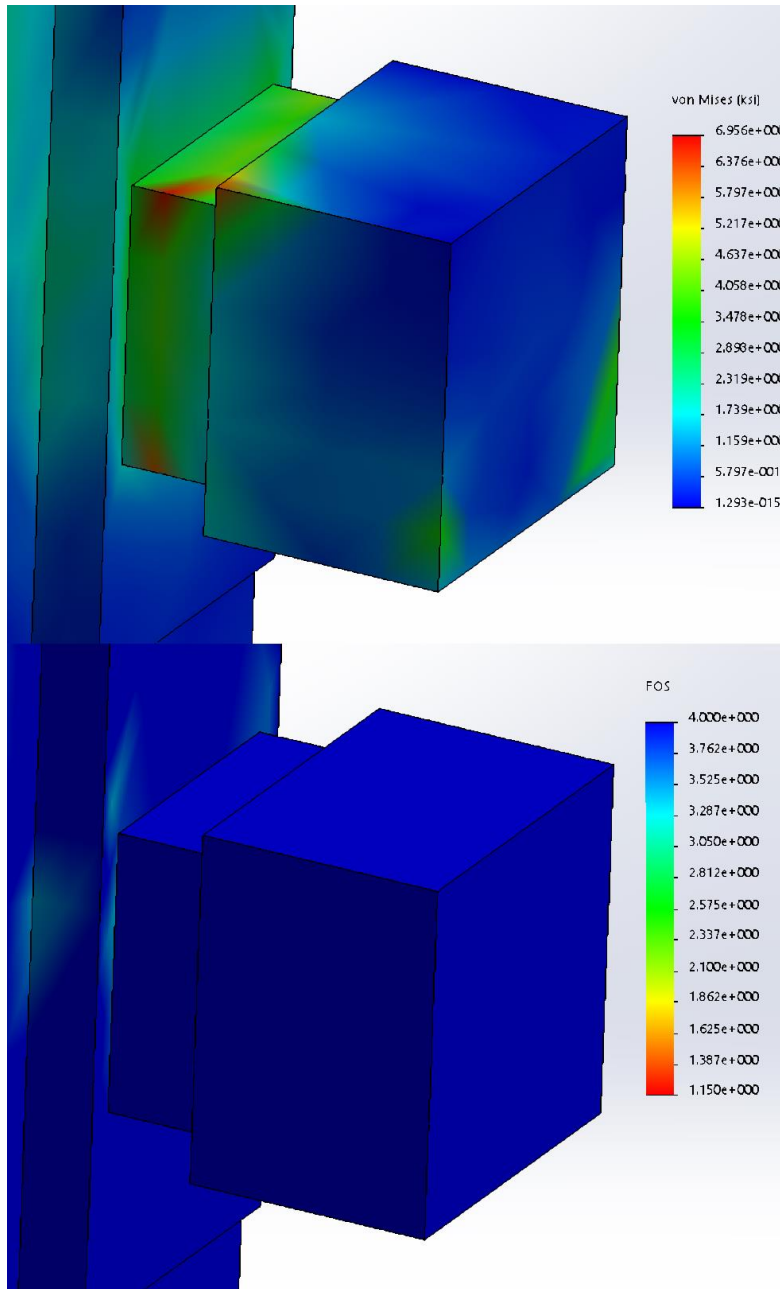 von Mises (ksi)
6.956e+000
6.376e+000
5.797e+000
5.217e+000
4.637e+000
4.058e+000
3.478e+000
2.898e+000
2.319e+000
1.739e+000
1.159e+000
5.797e-001
1.293e-015
FOS
4.000e+000
3.762e+000
3.525e+000
3.287e+000
3.050e+000
2.812e+000
2.575e+000
2.337e+000
2.100e+000
1.862e+000
1.625e+000
1.387e+000
1.150e+000